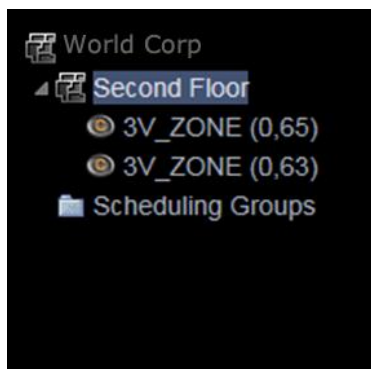 World Corp
Second Floor
3V_ZONE (0,65)
3V_ZONE (0,63)
Scheduling Groups